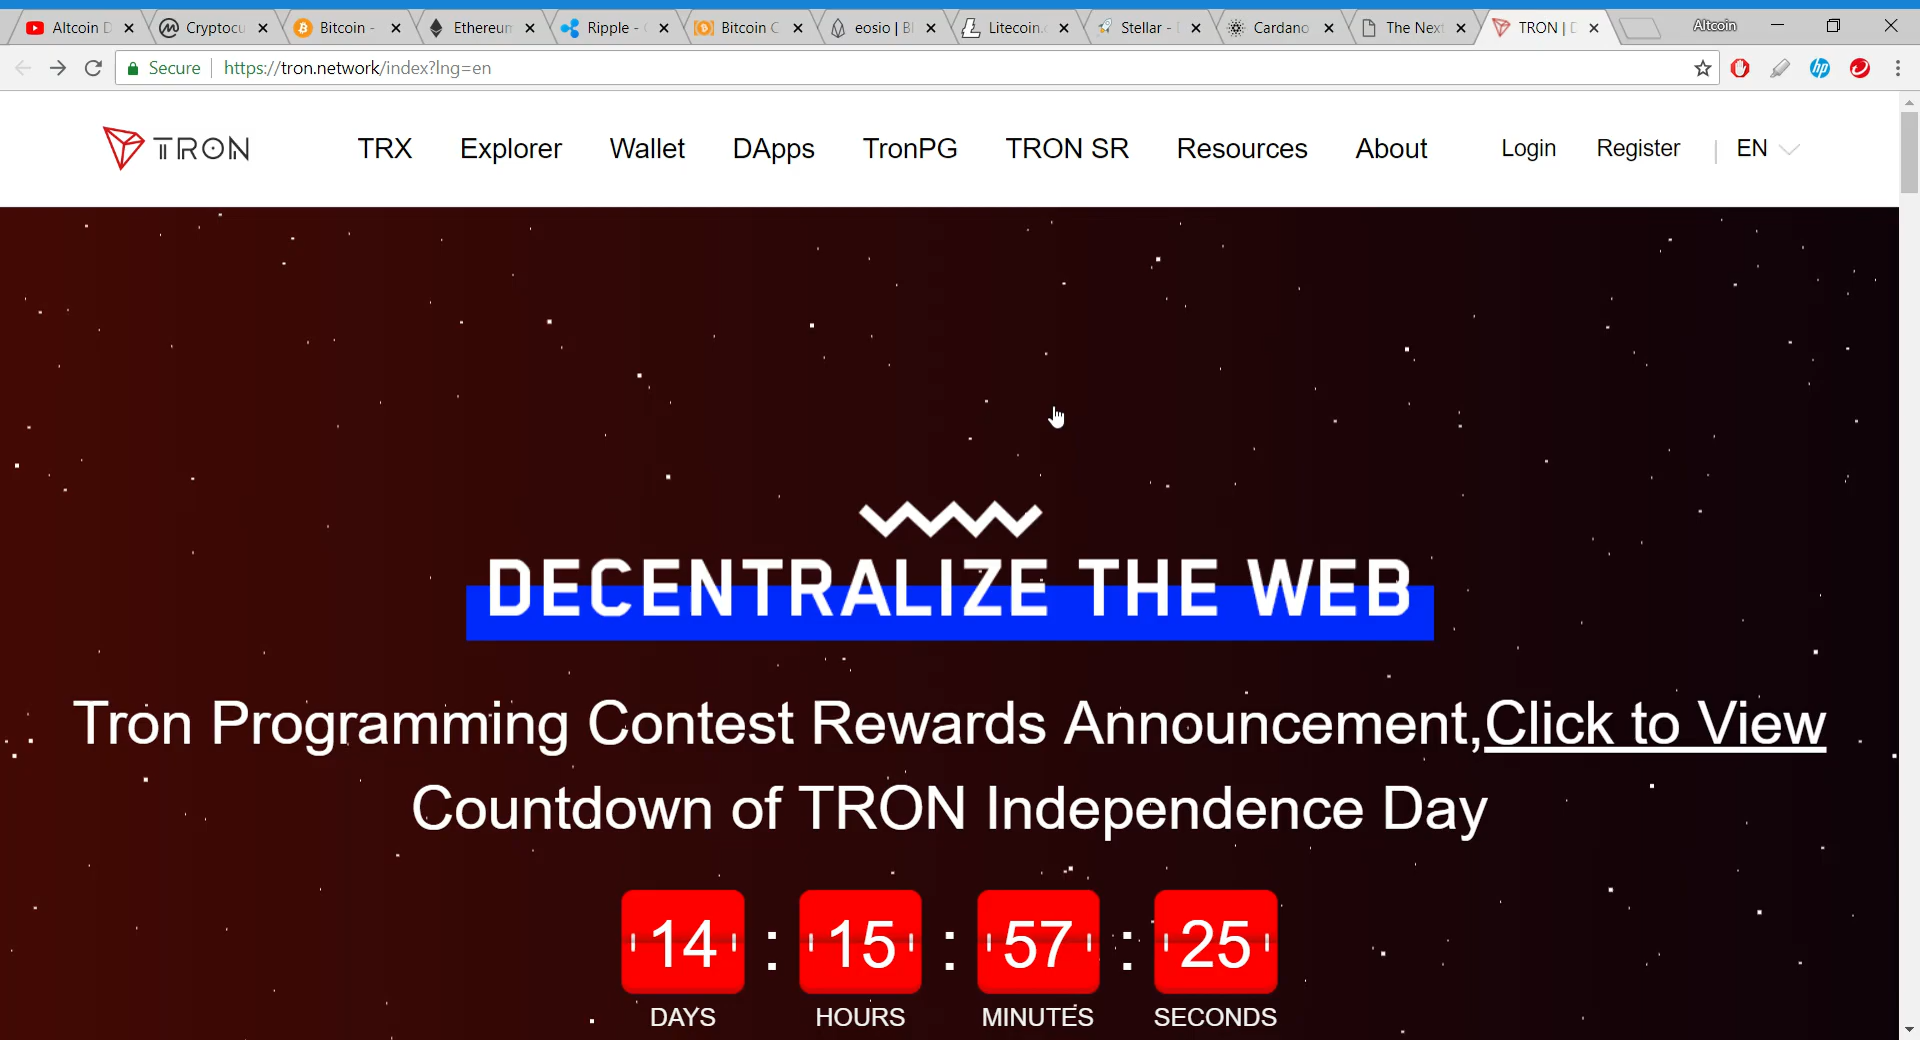 Altcoin D
Cryptocu
Bitcoin -
Ethereum
Ripple -
Bitcoin C
eosio | Bl
Litecoin.
Stellar -
Cardano
The Next
TRON | D
Altcoin
Secure
https://tron.network/index?lng=en
hp
TRON
TRX
Explorer
Wallet
DApps
TronPG
TRON SR
Resources
About
Login
Register
EN
DECENTRALIZE THE WEB
Tron Programming Contest Rewards Announcement,Click to View
Countdown of TRON Independence Day
14 : 15 : 57 : 25
DAYS HOURS MINUTES SECONDS